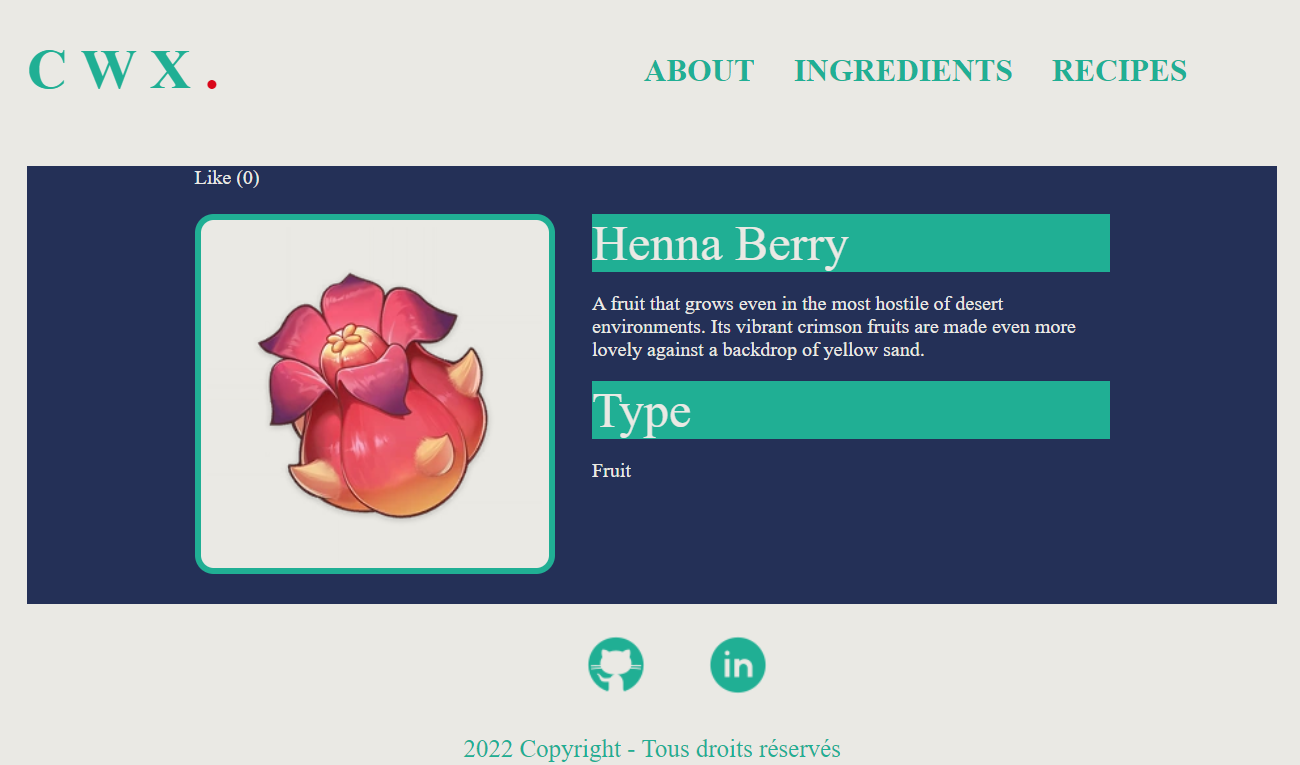 C W X .
ABOUT INGREDIENTS RECIPES
Like (0)
Henna Berry
A fruit that grows even in the most hostile of desert
environments. Its vibrant crimson fruits are made even more
lovely against a backdrop of yellow sand.
Type
Fruit
in
2022 Copyright - Tous droits réservés